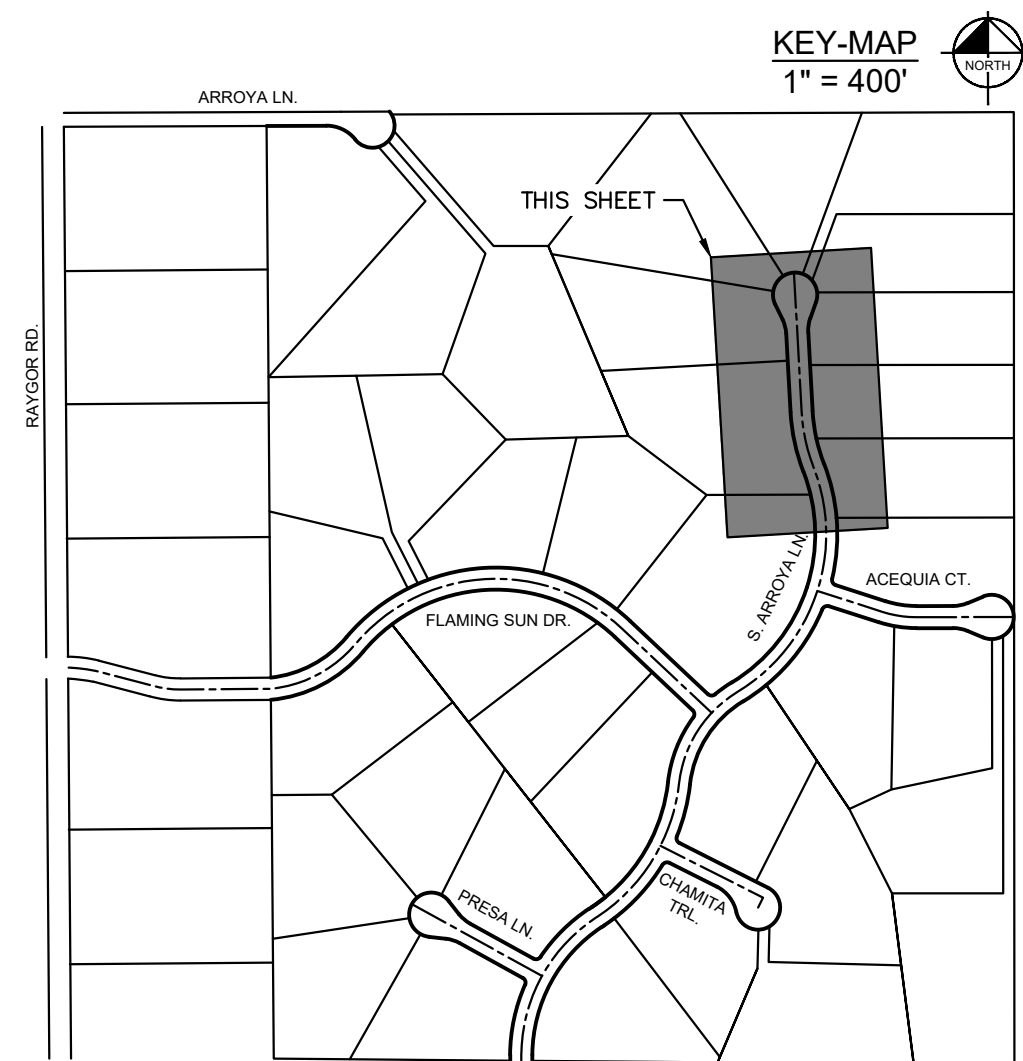 KEY-MAP
1" = 400'
NORTH
ARROYA LN.
THIS SHEET
RAYGOR RD.
S. ARROYA LN.
ACEQUIA CT.
FLAMING SUN DR.
CHAMITA
TRL.
PRESA LN.